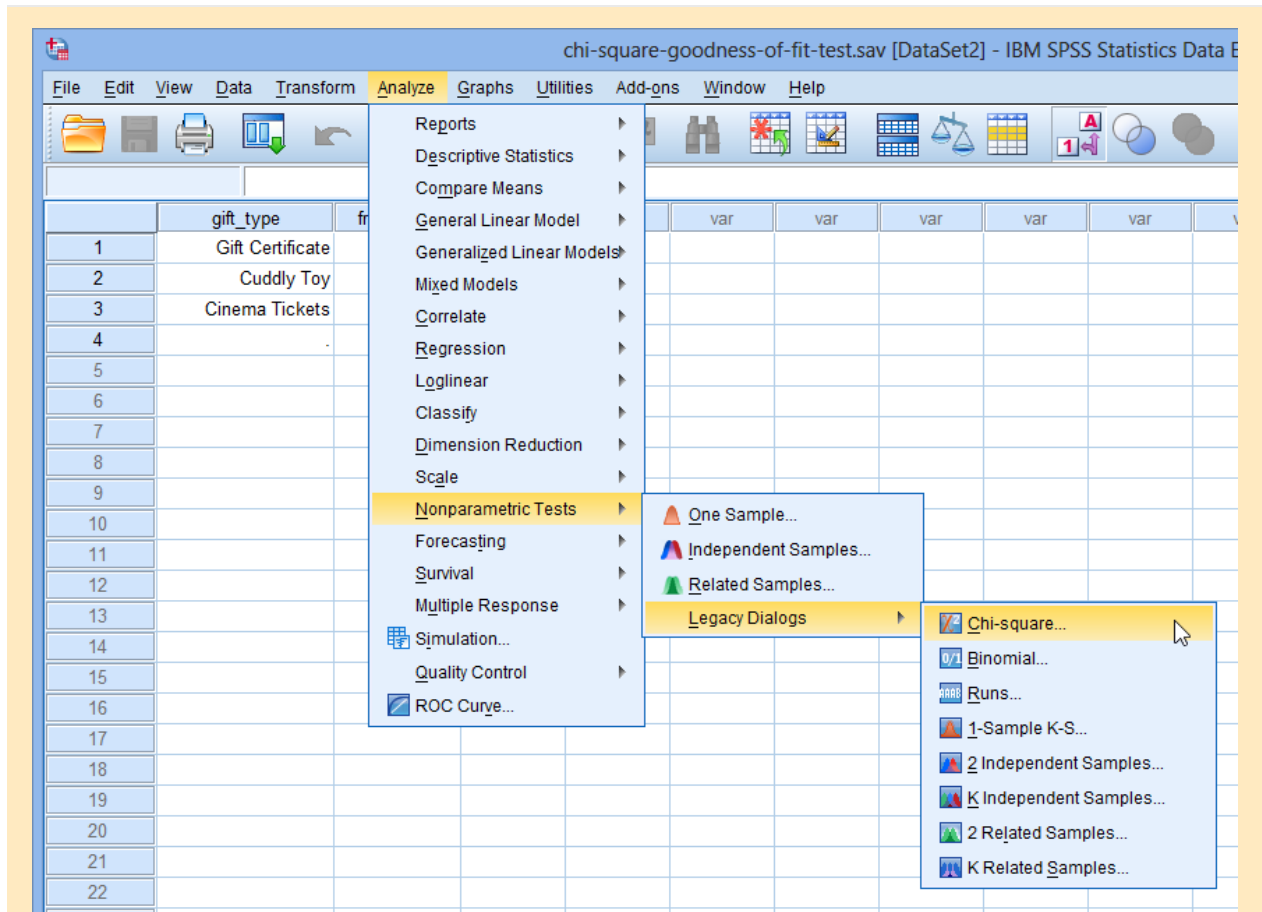 chi-square-goodness-of-fit-test.sav [DataSet2] - IBM SPSS Statistics Data E
File Edit View Data Transform Analyze Graphs Utilities Add-ons Window Help
A
1
gift_type fr var var var var var
1 Gift Certificate
2 Cuddly Toy
3 Cinema Tickets
4 .
5
6
7
8
9
10
11
12
13
14
15
16
17
18
19
20
21
22
Reports
Descriptive Statistics
Compare Means
General Linear Model
Generalized Linear Models
Mixed Models
Correlate
Regression
Loglinear
Classify
Dimension Reduction
Scale
Nonparametric Tests
Forecasting
Survival
Multiple Response
Simulation...
Quality Control
ROC Curve...
One Sample...
Independent Samples...
Related Samples...
Legacy Dialogs
Chi-square...
0/1 Binomial...
AAAB Runs...
1-Sample K-S...
2 Independent Samples...
K Independent Samples...
2 Related Samples...
K Related Samples...